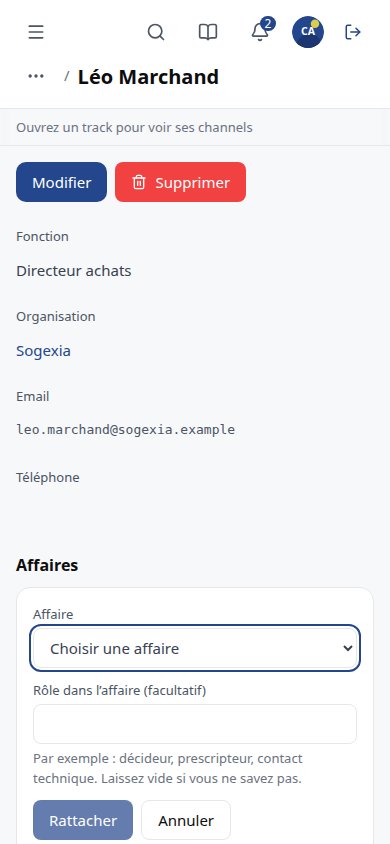 2
CA
… / Léo Marchand
Ouvrez un track pour voir ses channels
Modifier
Supprimer
Fonction
Directeur achats
Organisation
Sogexia
Email
leo.marchand@sogexia.example
Téléphone
Affaires
Affaire
Choisir une affaire
Rôle dans l’affaire (facultatif)
Par exemple : décideur, prescripteur, contact
technique. Laissez vide si vous ne savez pas.
Rattacher
Annuler